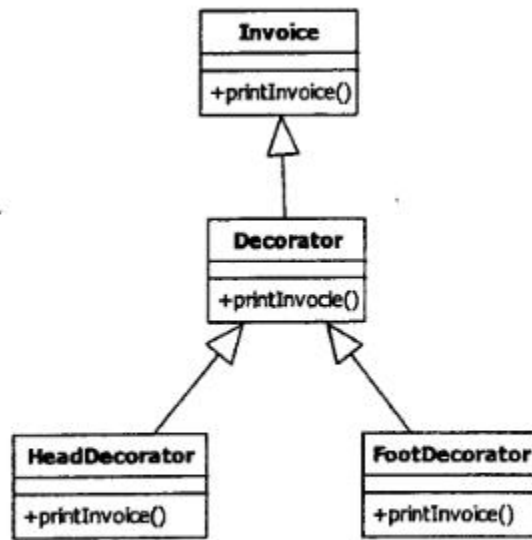 Invoice
+printInvoice()
Decorator
+printInvocie()
HeadDecorator
FootDecorator
+printInvoice()
+printInvoice()